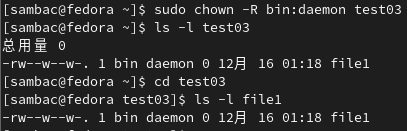 [sambac@fedora ~]$ sudo chown -R bin:daemon test03
[sambac@fedora ~]$ ls -l test03
总用量 0
-rw--w--w-. 1 bin daemon 0 12月 16 01:18 file1
[sambac@fedora ~]$ cd test03
[sambac@fedora test03]$ ls -l file1
-rw--w--w-. 1 bin daemon 0 12月 16 01:18 file1